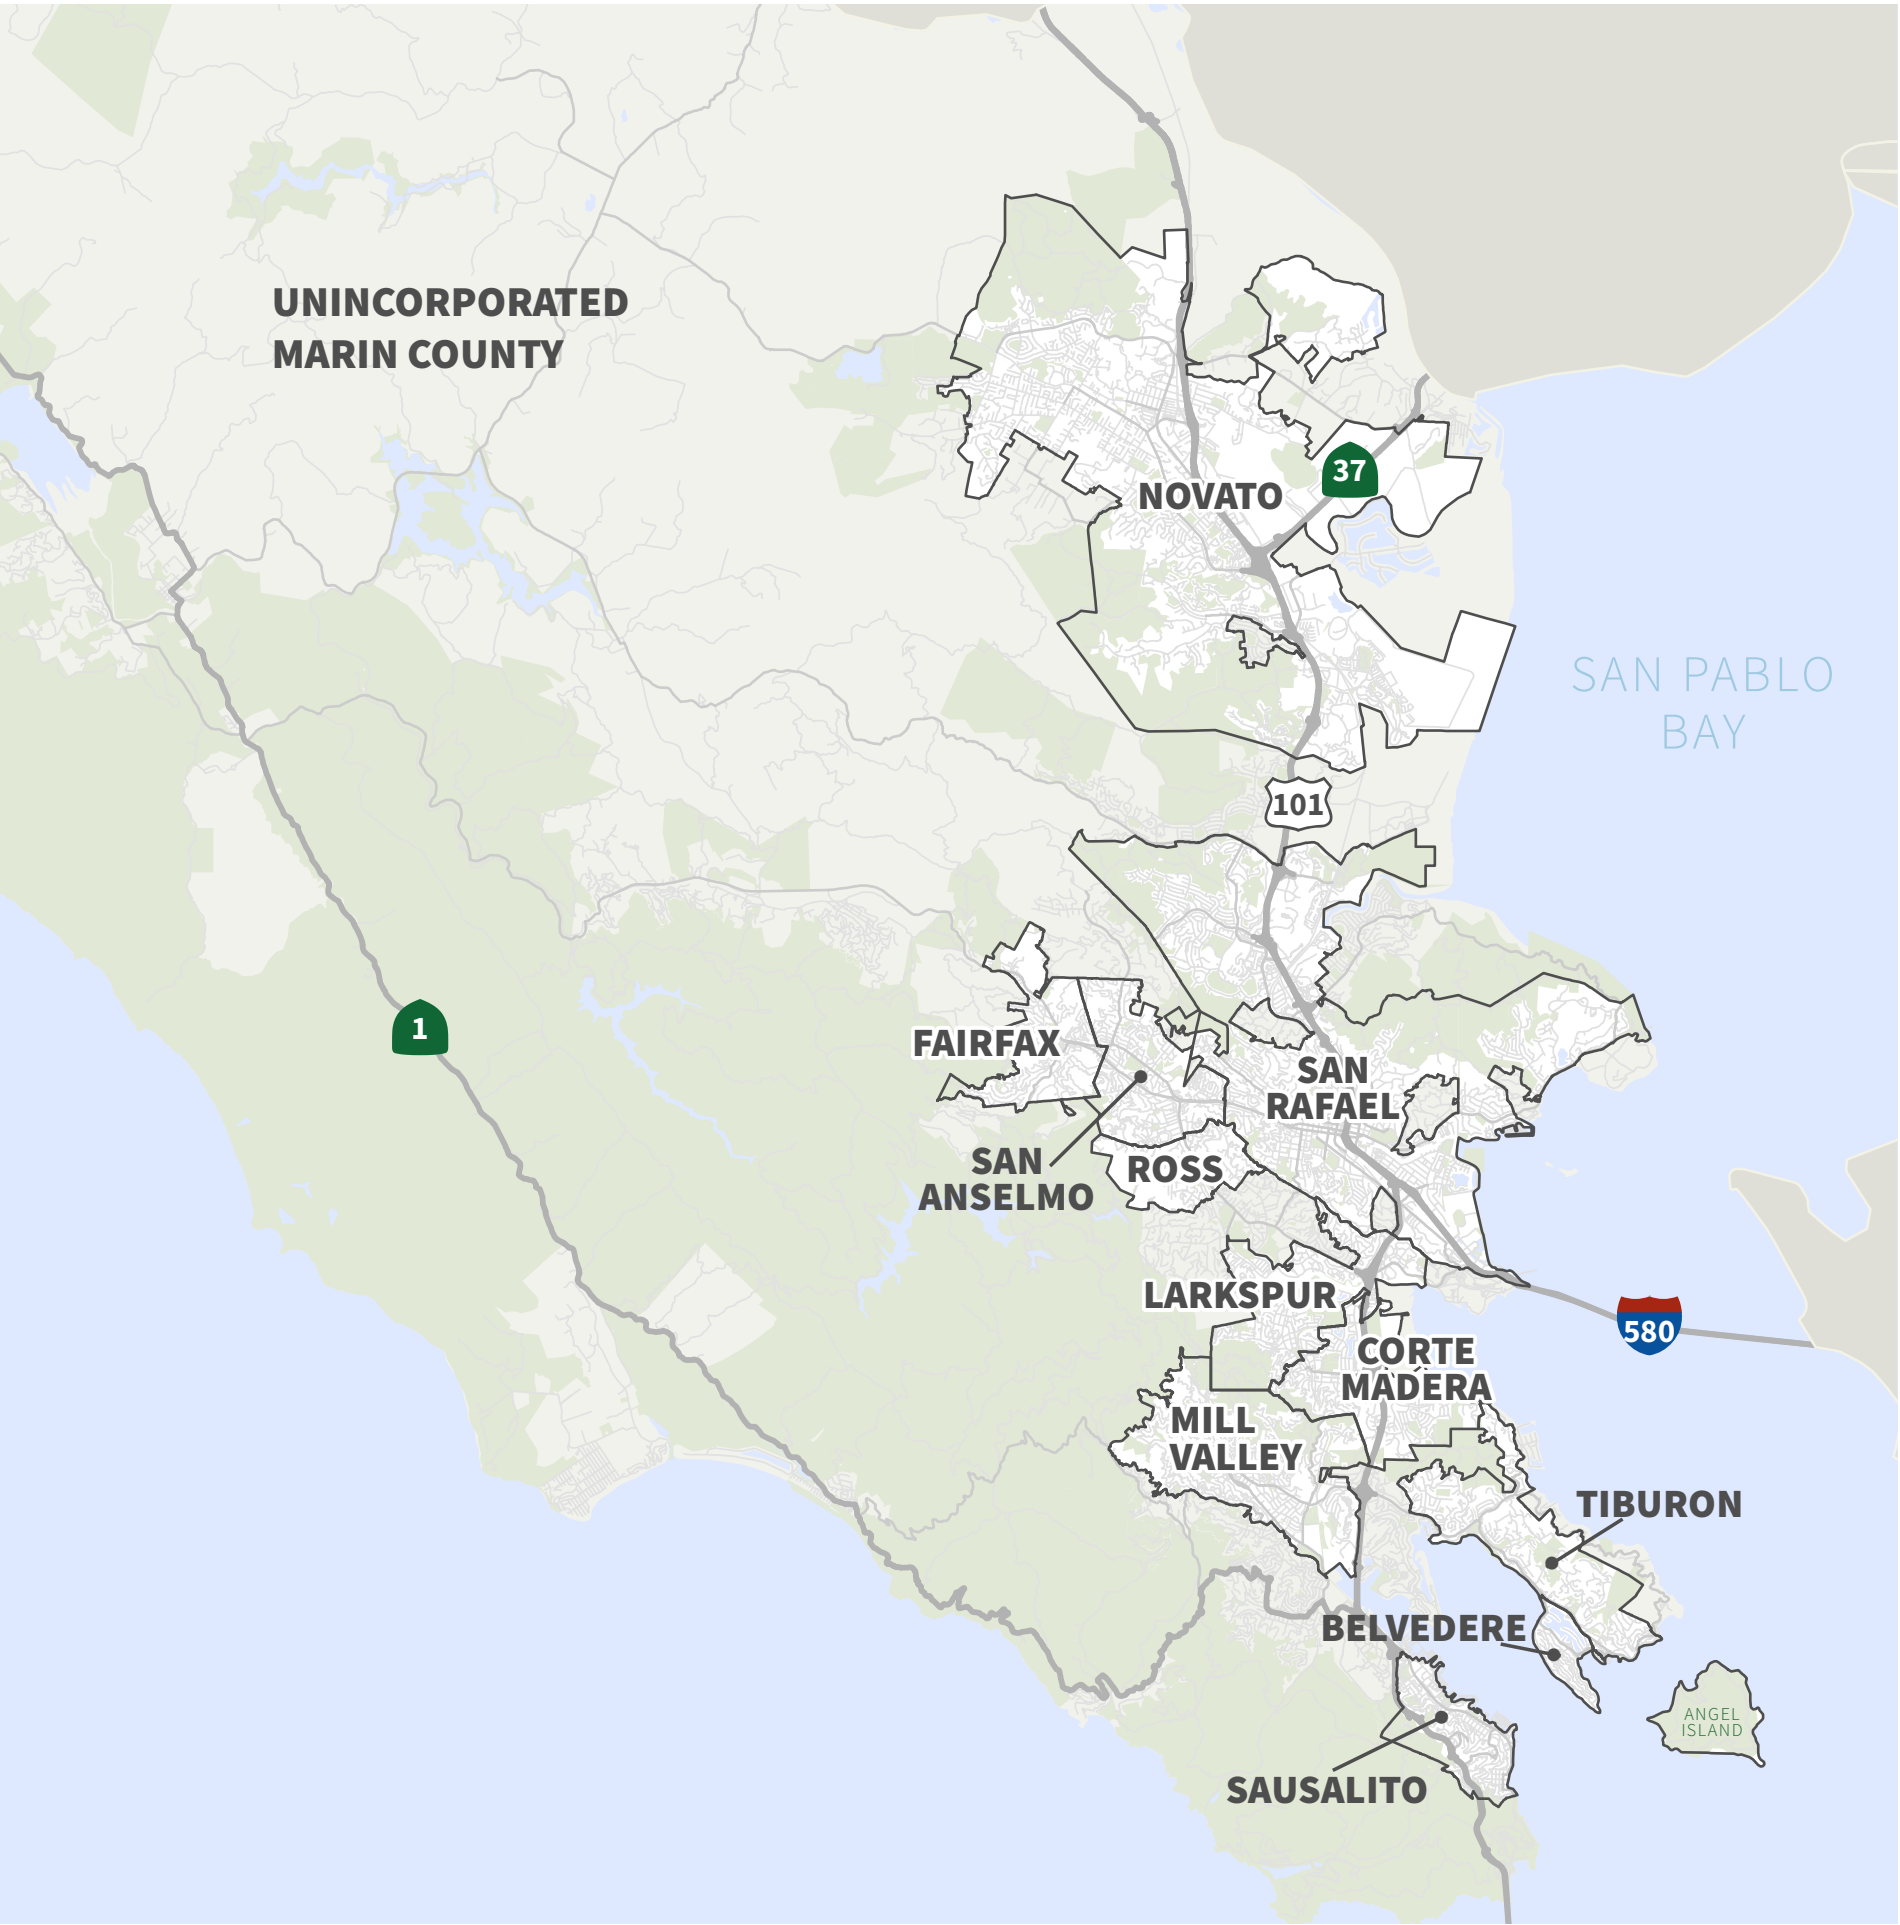 UNINCORPORATED
MARIN COUNTY
37
NOVATO
SAN PABLO
BAY
101
1
FAIRFAX
SAN
RAFAEL
SAN
ANSELMO
ROSS
LARKSPUR
580
CORTE
MADERA
MILL
VALLEY
TIBURON
BELVEDERE
ANGEL
ISLAND
SAUSALITO